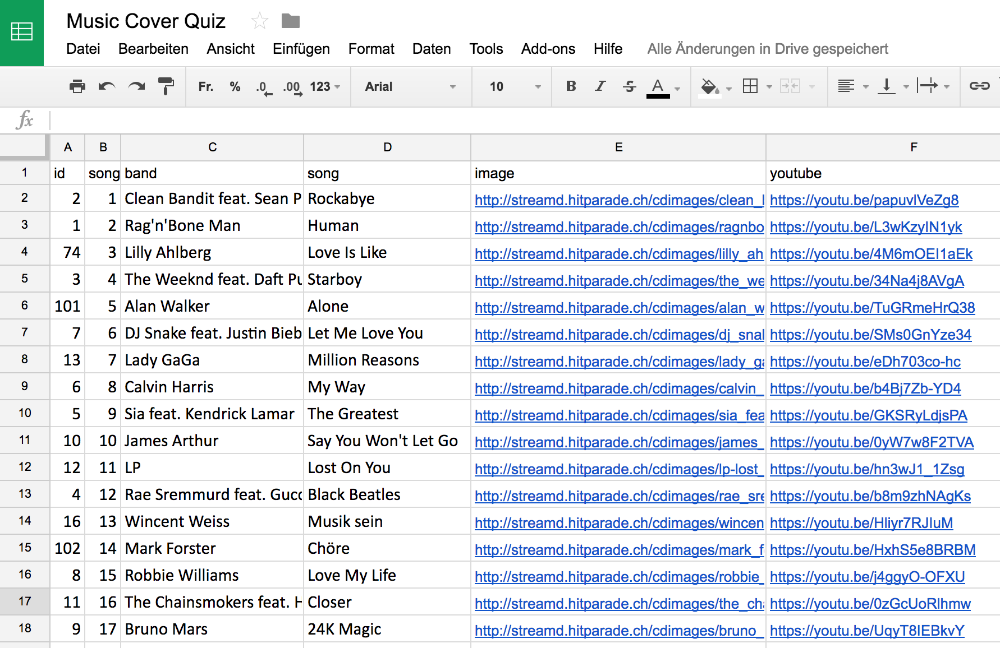 Music Cover Quiz
Datei Bearbeiten Ansicht Einfügen Format Daten Tools Add-ons Hilfe Alle Änderungen in Drive gespeichert
Fr. % .0 .00 123 Arial 10 B I S A
fx
A B C D E F
1 id song band song image youtube
2 2 1 Clean Bandit feat. Sean P Rockabye http://streamd.hitparade.ch/cdimages/clean_b https://youtu.be/papuvlVeZg8
3 1 2 Rag'n'Bone Man Human http://streamd.hitparade.ch/cdimages/ragnbo https://youtu.be/L3wKzyIN1yk
4 74 3 Lilly Ahlberg Love Is Like http://streamd.hitparade.ch/cdimages/lilly_ah https://youtu.be/4M6mOEI1aEk
5 3 4 The Weeknd feat. Daft Pu Starboy http://streamd.hitparade.ch/cdimages/the_we https://youtu.be/34Na4j8AVgA
6 101 5 Alan Walker Alone http://streamd.hitparade.ch/cdimages/alan_w https://youtu.be/TuGRmeHrQ38
7 7 6 DJ Snake feat. Justin Bieb Let Me Love You http://streamd.hitparade.ch/cdimages/dj_snak https://youtu.be/SMs0GnYze34
8 13 7 Lady GaGa Million Reasons http://streamd.hitparade.ch/cdimages/lady_ga https://youtu.be/eDh703co-hc
9 6 8 Calvin Harris My Way http://streamd.hitparade.ch/cdimages/calvin_ https://youtu.be/b4Bj7Zb-YD4
10 5 9 Sia feat. Kendrick Lamar The Greatest http://streamd.hitparade.ch/cdimages/sia_fea https://youtu.be/GKSRyLdjsPA
11 10 10 James Arthur Say You Won't Let Go http://streamd.hitparade.ch/cdimages/james_ https://youtu.be/0yW7w8F2TVA
12 12 11 LP Lost On You http://streamd.hitparade.ch/cdimages/lp-lost_ https://youtu.be/hn3wJ1_1Zsg
13 4 12 Rae Sremmurd feat. Gucc Black Beatles http://streamd.hitparade.ch/cdimages/rae_sre https://youtu.be/b8m9zhNAgKs
14 16 13 Wincent Weiss Musik sein http://streamd.hitparade.ch/cdimages/wincen https://youtu.be/Hliyr7RJIuM
15 102 14 Mark Forster Chöre http://streamd.hitparade.ch/cdimages/mark_fo https://youtu.be/HxhS5e8BRBM
16 8 15 Robbie Williams Love My Life http://streamd.hitparade.ch/cdimages/robbie_ https://youtu.be/j4ggyO-OFXU
17 11 16 The Chainsmokers feat. H Closer http://streamd.hitparade.ch/cdimages/the_cha https://youtu.be/0zGcUoRlhmw
18 9 17 Bruno Mars 24K Magic http://streamd.hitparade.ch/cdimages/bruno_ https://youtu.be/UqyT8IEBkvY